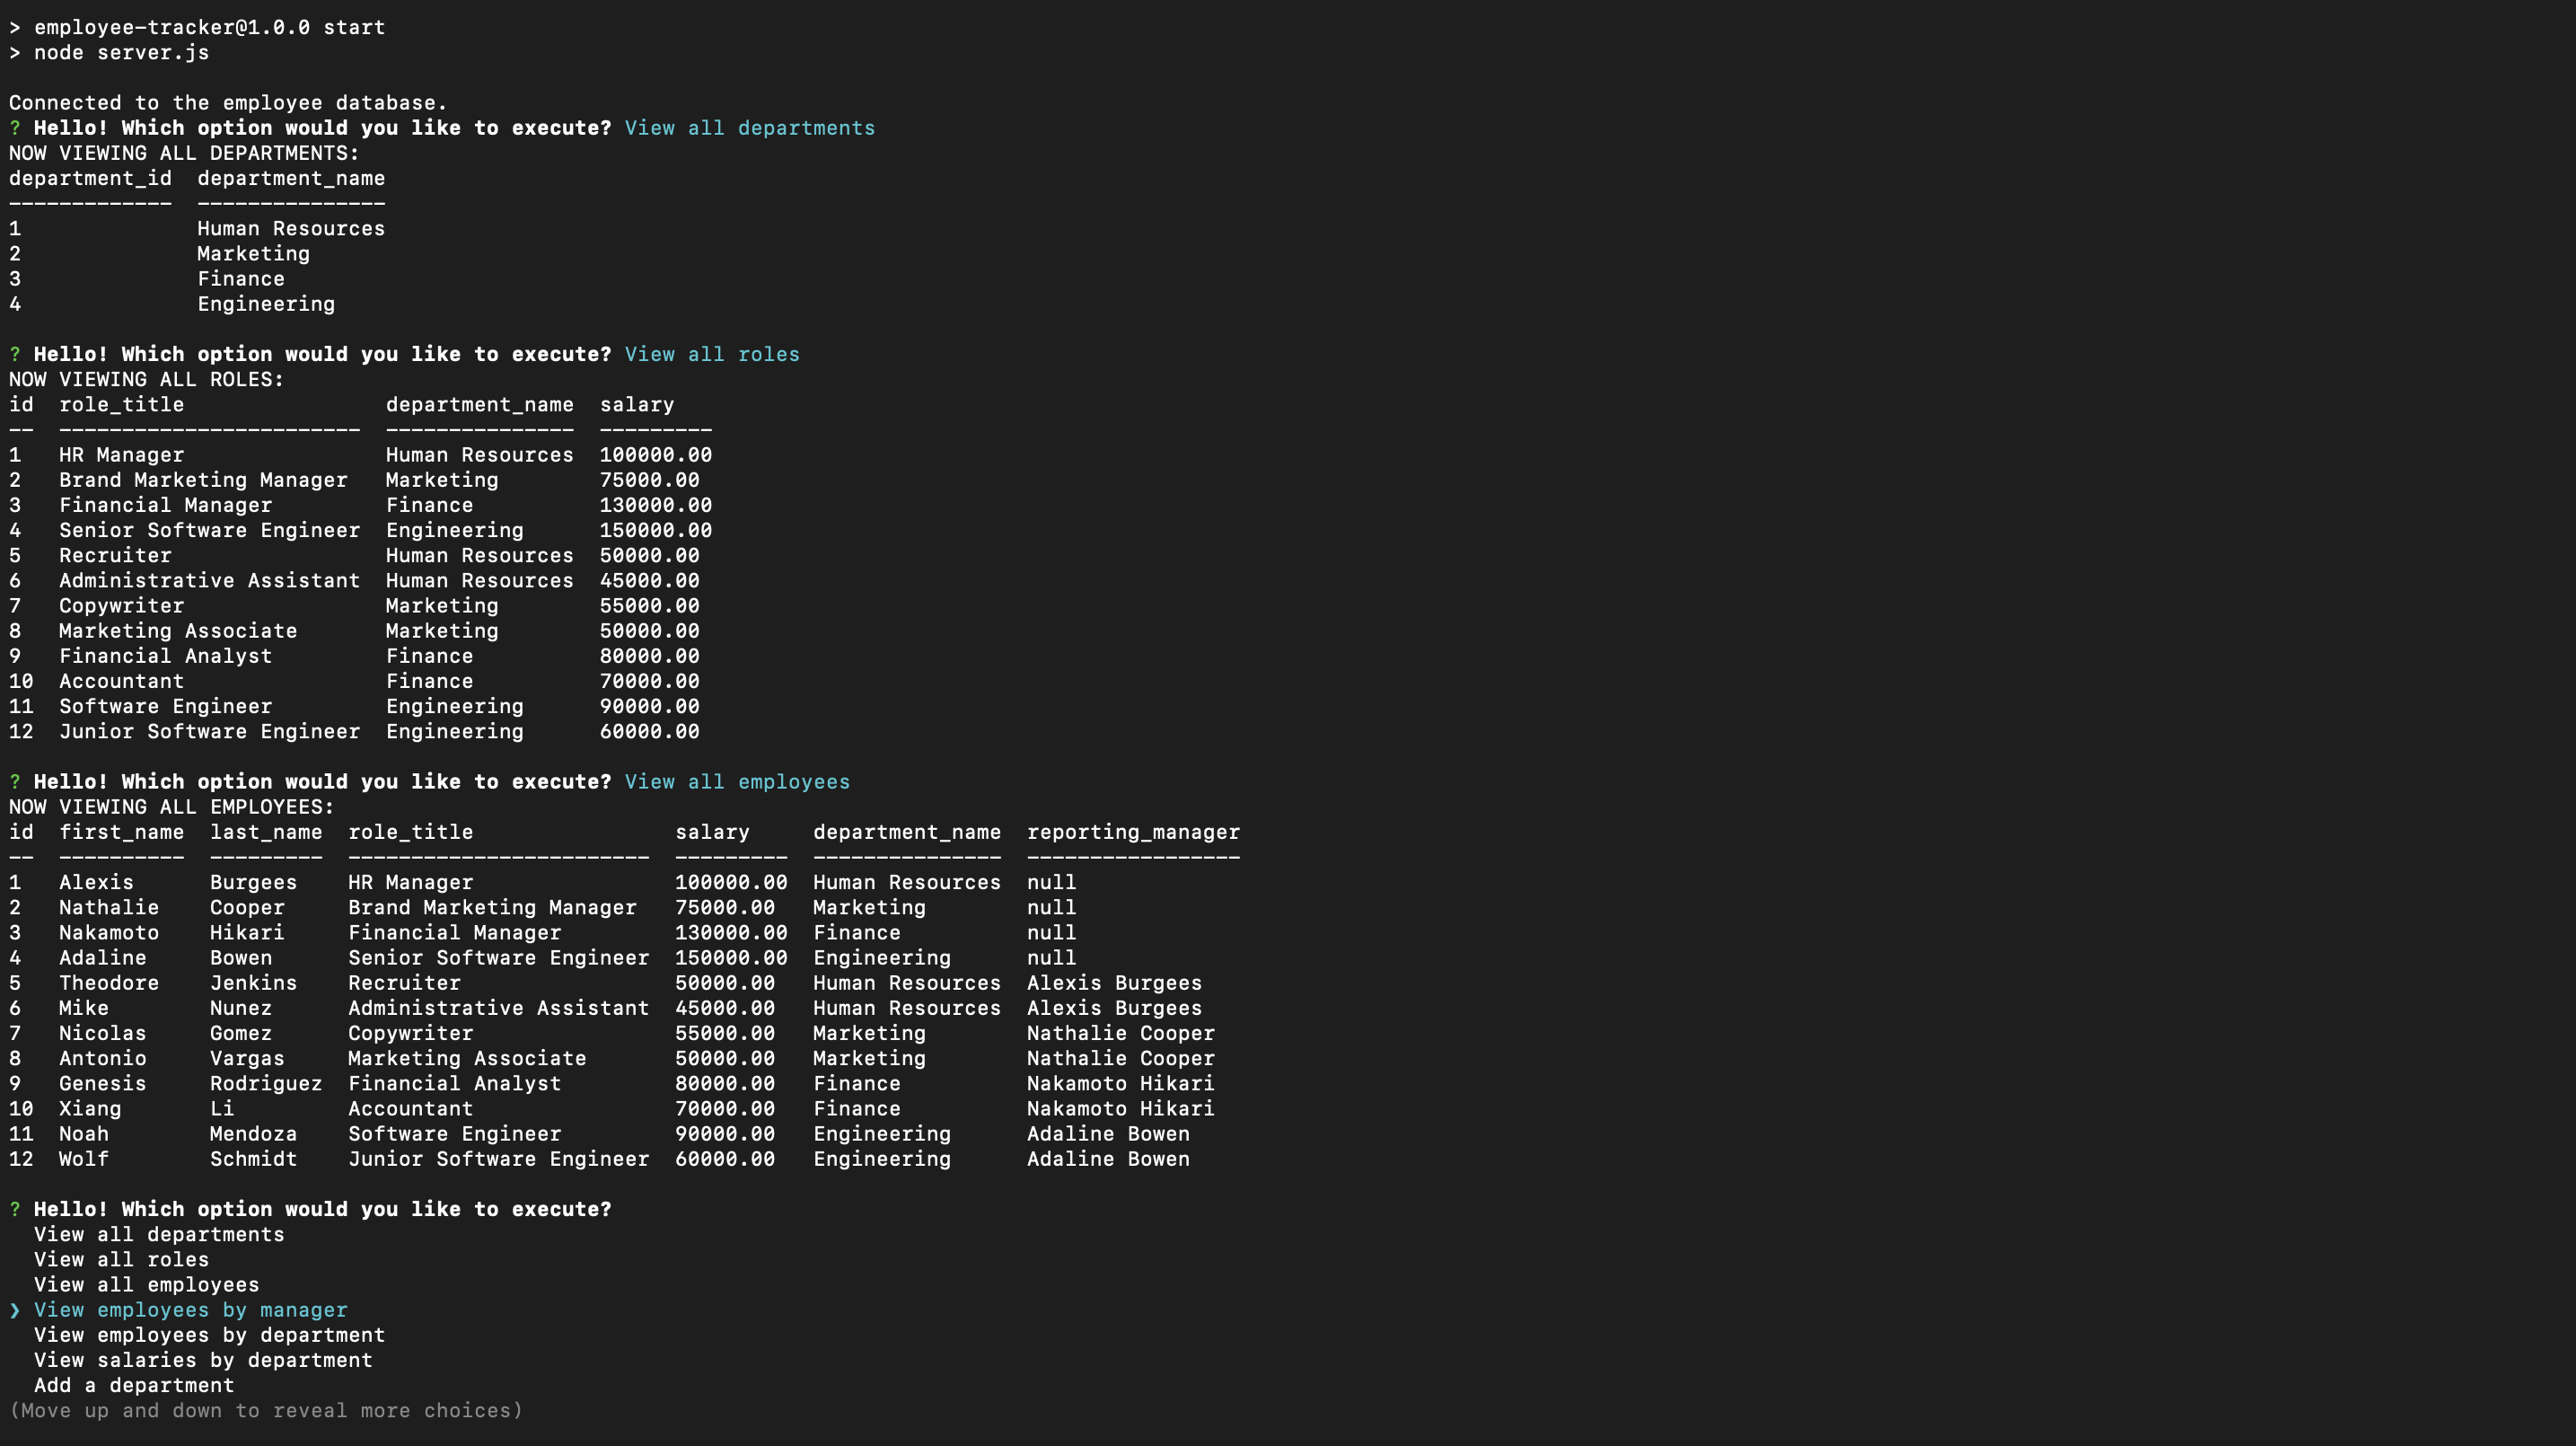 > employee-tracker@1.0.0 start
> node server.js
Connected to the employee database.
? Hello! Which option would you like to execute? View all departments
NOW VIEWING ALL DEPARTMENTS:
department_id  department_name
-------------  ---------------
1              Human Resources
2              Marketing
3              Finance
4              Engineering
? Hello! Which option would you like to execute? View all roles
NOW VIEWING ALL ROLES:
id  role_title                department_name  salary
--  ------------------------  ---------------  ---------
1   HR Manager                Human Resources  100000.00
2   Brand Marketing Manager   Marketing        75000.00
3   Financial Manager         Finance          130000.00
4   Senior Software Engineer  Engineering      150000.00
5   Recruiter                 Human Resources  50000.00
6   Administrative Assistant  Human Resources  45000.00
7   Copywriter                Marketing        55000.00
8   Marketing Associate       Marketing        50000.00
9   Financial Analyst         Finance          80000.00
10  Accountant                Finance          70000.00
11  Software Engineer         Engineering      90000.00
12  Junior Software Engineer  Engineering      60000.00
? Hello! Which option would you like to execute? View all employees
NOW VIEWING ALL EMPLOYEES:
id  first_name  last_name  role_title                salary     department_name  reporting_manager
--  ----------  ---------  ------------------------  ---------  ---------------  -----------------
1   Alexis      Burgees    HR Manager                100000.00  Human Resources  null
2   Nathalie    Cooper     Brand Marketing Manager   75000.00   Marketing        null
3   Nakamoto    Hikari     Financial Manager         130000.00  Finance          null
4   Adaline     Bowen      Senior Software Engineer  150000.00  Engineering      null
5   Theodore    Jenkins    Recruiter                 50000.00   Human Resources  Alexis Burgees
6   Mike        Nunez      Administrative Assistant  45000.00   Human Resources  Alexis Burgees
7   Nicolas     Gomez      Copywriter                55000.00   Marketing        Nathalie Cooper
8   Antonio     Vargas     Marketing Associate       50000.00   Marketing        Nathalie Cooper
9   Genesis     Rodriguez  Financial Analyst         80000.00   Finance          Nakamoto Hikari
10  Xiang       Li         Accountant                70000.00   Finance          Nakamoto Hikari
11  Noah        Mendoza    Software Engineer         90000.00   Engineering      Adaline Bowen
12  Wolf        Schmidt    Junior Software Engineer  60000.00   Engineering      Adaline Bowen
? Hello! Which option would you like to execute?
  View all departments
  View all roles
  View all employees
❯ View employees by manager
  View employees by department
  View salaries by department
  Add a department
(Move up and down to reveal more choices)